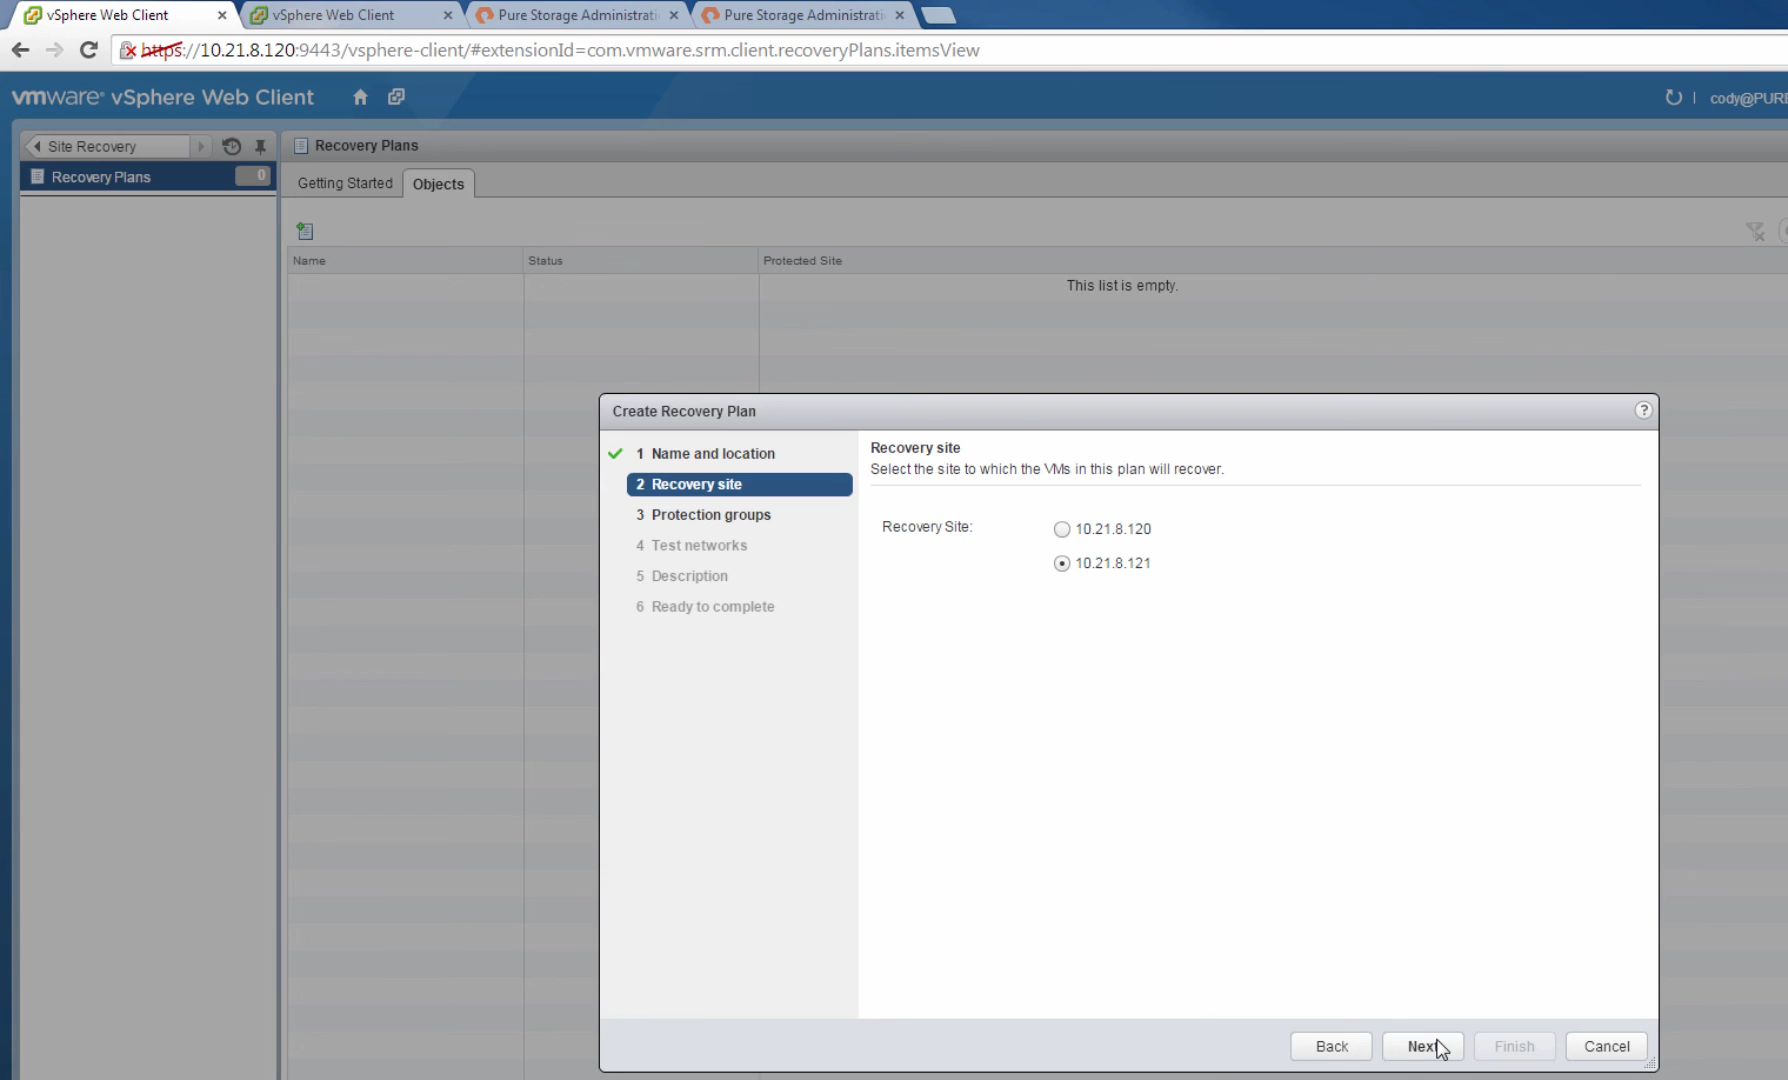 vSphere Web Client
vSphere Web Client
Pure Storage Administrati
Pure Storage Administrati
https://10.21.8.120:9443/vsphere-client/#extensionId=com.vmware.srm.client.recoveryPlans.itemsView
vmware® vSphere Web Client
cody@PURE
Site Recovery
Recovery Plans
Recovery Plans 0
Getting Started Objects
Name Status Protected Site
This list is empty.
Create Recovery Plan ?
1 Name and location
2 Recovery site
3 Protection groups
4 Test networks
5 Description
6 Ready to complete
Recovery site
Select the site to which the VMs in this plan will recover.
Recovery Site: 10.21.8.120
10.21.8.121
Back Next Finish Cancel